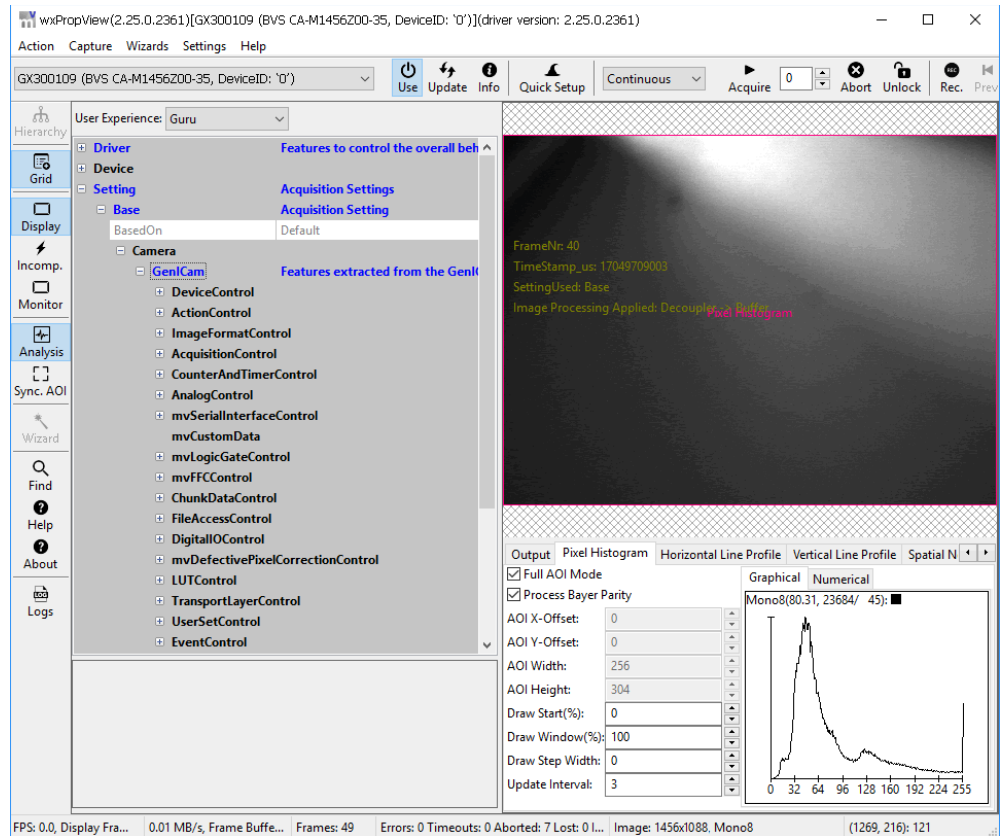 wxPropView(2.25.0.2361)[GX300109 (BVS CA-M1456Z00-35, DeviceID: '0')](driver version: 2.25.0.2361)
Action Capture Wizards Settings Help
GX300109 (BVS CA-M1456Z00-35, DeviceID: '0')
Use Update Info Quick Setup Continuous Acquire 0 Abort Unlock REC Rec. Prev
Hierarchy
Grid
Display
Incomp.
Monitor
Analysis
Sync. AOI
Wizard
Find
Help
About
Logs
User Experience: Guru
Driver Features to control the overall beh
Device
Setting Acquisition Settings
Base Acquisition Setting
BasedOn Default
Camera
GenICam Features extracted from the GenI
DeviceControl
ActionControl
ImageFormatControl
AcquisitionControl
CounterAndTimerControl
AnalogControl
mvSerialInterfaceControl
mvCustomData
mvLogicGateControl
mvFFCControl
ChunkDataControl
FileAccessControl
DigitalIOControl
mvDefectivePixelCorrectionControl
LUTControl
TransportLayerControl
UserSetControl
EventControl
FrameNr: 40
TimeStamp_us: 17049709003
SettingUsed: Base
Image Processing Applied: Decoupler -> Buffer
Pixel Histogram
Output Pixel Histogram Horizontal Line Profile Vertical Line Profile Spatial N
Full AOI Mode
Process Bayer Parity
AOI X-Offset: 0
AOI Y-Offset: 0
AOI Width: 256
AOI Height: 304
Draw Start(%): 0
Draw Window(%): 100
Draw Step Width: 0
Update Interval: 3
Graphical Numerical
Mono8(80.31, 23684/ 45):
0 32 64 96 128 160 192 224 255
FPS: 0.0, Display Fra... 0.01 MB/s, Frame Buffe... Frames: 49 Errors: 0 Timeouts: 0 Aborted: 7 Lost: 0 I... Image: 1456x1088, Mono8 (1269, 216): 121